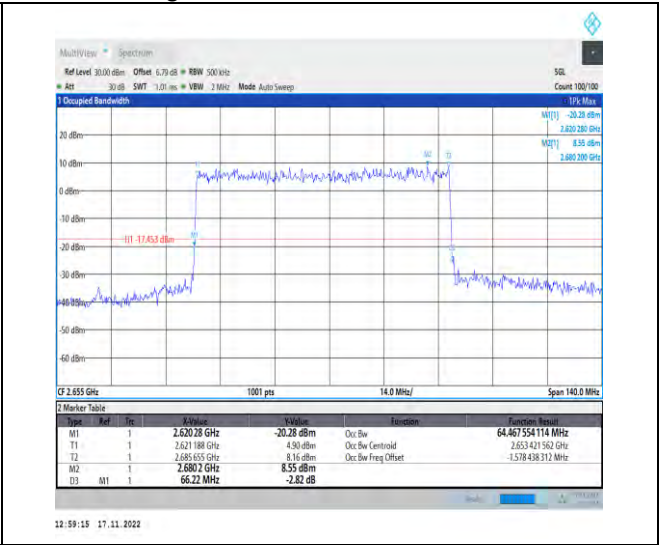 MultiView Spectrum
Ref Level 30.00 dBm Offset 6.79 dB RBW 500 kHz SGL
Att 30 dB SWT 1.01 ms VBW 2 MHz Mode Auto Sweep Count 100/100
1 Occupied Bandwidth 1Pk Max
M1[1] -20.28 dBm
2.620 280 GHz
M2[1] 8.55 dBm
2.680 200 GHz
20 dBm
M2
10 dBm
0 dBm
-10 dBm
M1
H1 -17.453 dBm
-20 dBm
-30 dBm
-40 dBm
-50 dBm
-60 dBm
CF 2.655 GHz 1001 pts 14.0 MHz/ Span 140.0 MHz
2 Marker Table
Type Ref Trc X-Value Y-Value Function Function Result
M1 1 2.62028 GHz -20.28 dBm Occ Bw 64.467 554 114 MHz
T1 1 2.621 188 GHz 4.90 dBm Occ Bw Centroid 2.653 421 562 GHz
T2 1 2.685 655 GHz 8.16 dBm Occ Bw Freq Offset -1.578 438 312 MHz
M2 1 2.6802 GHz 8.55 dBm
D3 M1 1 66.22 MHz -2.82 dB
12:59:15 17.11.2022